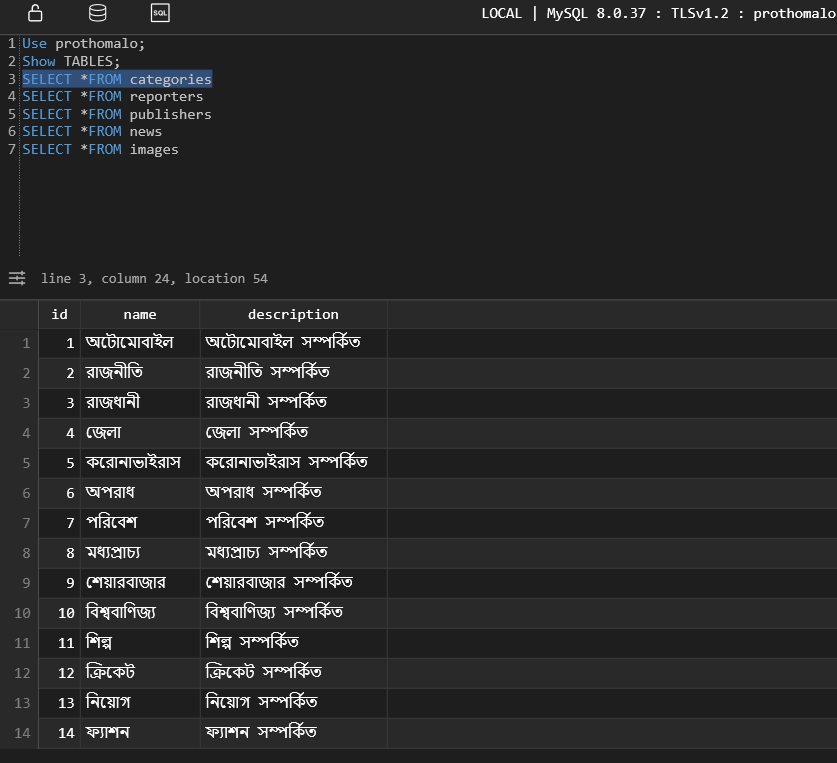 SQL
LOCAL | MySQL 8.0.37 : TLSv1.2 : prothomalo
1 Use prothomalo;
2 Show TABLES;
3 SELECT *FROM categories
4 SELECT *FROM reporters
5 SELECT *FROM publishers
6 SELECT *FROM news
7 SELECT *FROM images
line 3, column 24, location 54
id name description
1 1 অটোমোবাইল অটোমোবাইল সম্পর্কিত
2 2 রাজনীতি রাজনীতি সম্পর্কিত
3 3 রাজধানী রাজধানী সম্পর্কিত
4 4 জেলা জেলা সম্পর্কিত
5 5 করোনাভাইরাস করোনাভাইরাস সম্পর্কিত
6 6 অপরাধ অপরাধ সম্পর্কিত
7 7 পরিবেশ পরিবেশ সম্পর্কিত
8 8 মধ্যপ্রাচ্য মধ্যপ্রাচ্য সম্পর্কিত
9 9 শেয়ারবাজার শেয়ারবাজার সম্পর্কিত
10 10 বিশ্ববাণিজ্য বিশ্ববাণিজ্য সম্পর্কিত
11 11 শিল্প শিল্প সম্পর্কিত
12 12 ক্রিকেট ক্রিকেট সম্পর্কিত
13 13 নিয়োগ নিয়োগ সম্পর্কিত
14 14 ফ্যাশন ফ্যাশন সম্পর্কিত